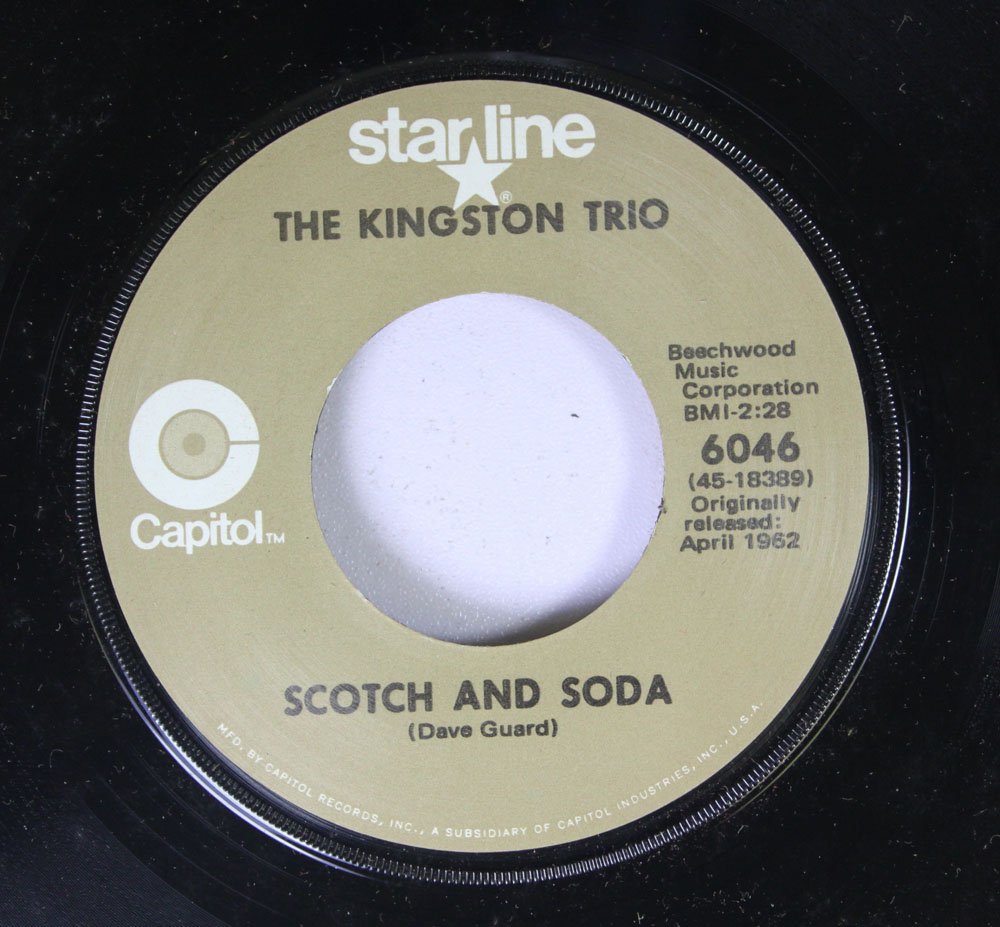 starline
®
THE KINGSTON TRIO
Beechwood
Music
Corporation
BMI-2:28
6046
(45-18389)
Originally
released:
April 1962
Capitol™
SCOTCH AND SODA
(Dave Guard)
MFD. BY CAPITOL RECORDS, INC., A SUBSIDIARY OF CAPITOL INDUSTRIES, INC., U.S.A.